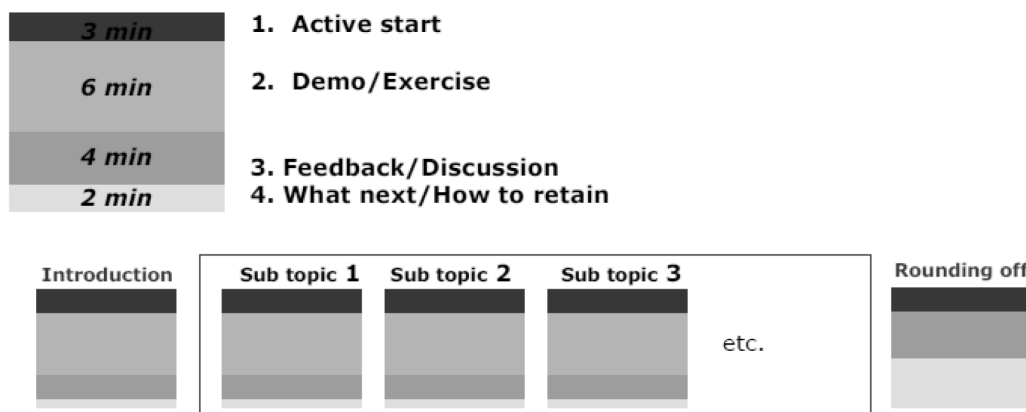 3 min 1. Active start
6 min 2. Demo/Exercise
4 min 3. Feedback/Discussion
2 min 4. What next/How to retain
Introduction Sub topic 1 Sub topic 2 Sub topic 3 Rounding off
etc.